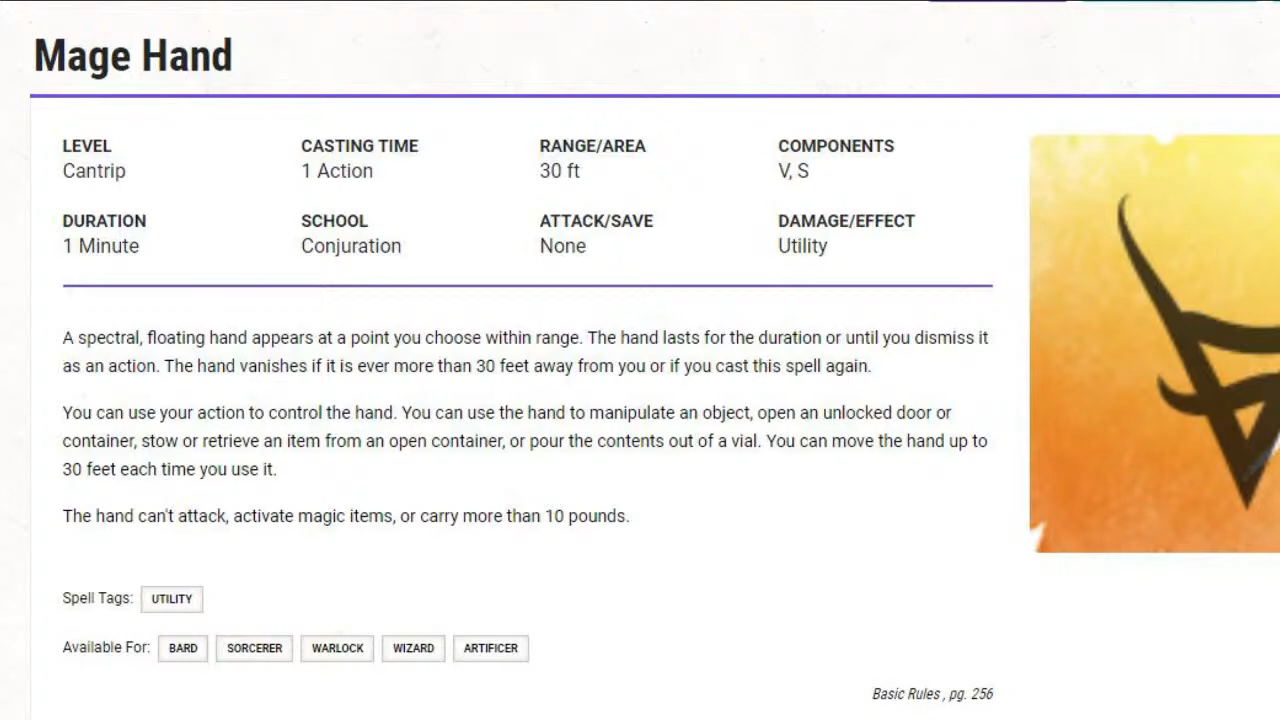 Mage Hand
LEVEL CASTING TIME RANGE/AREA COMPONENTS
Cantrip 1 Action 30 ft V, S
DURATION SCHOOL ATTACK/SAVE DAMAGE/EFFECT
1 Minute Conjuration None Utility
A spectral, floating hand appears at a point you choose within range. The hand lasts for the duration or until you dismiss it
as an action. The hand vanishes if it is ever more than 30 feet away from you or if you cast this spell again.
You can use your action to control the hand. You can use the hand to manipulate an object, open an unlocked door or
container, stow or retrieve an item from an open container, or pour the contents out of a vial. You can move the hand up to
30 feet each time you use it.
The hand can't attack, activate magic items, or carry more than 10 pounds.
Spell Tags: UTILITY
Available For: BARD SORCERER WARLOCK WIZARD ARTIFICER
Basic Rules , pg. 256